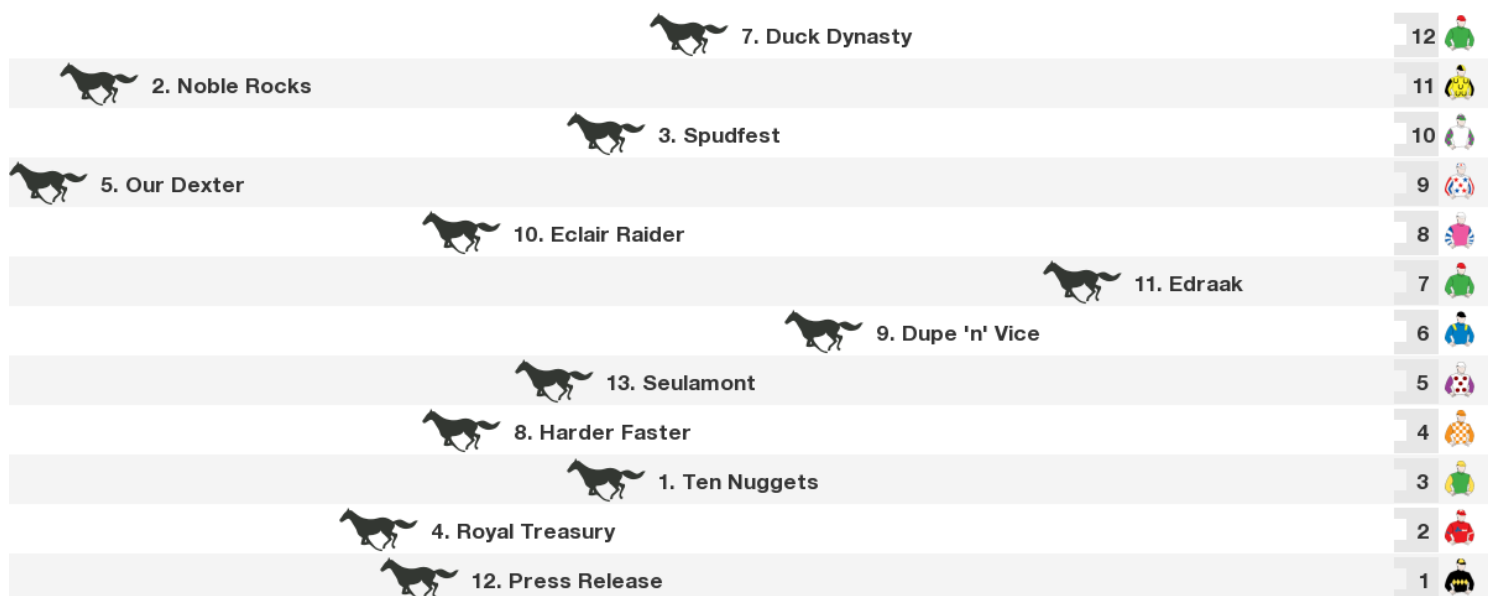 7. Duck Dynasty 12
2. Noble Rocks 11
3. Spudfest 10
5. Our Dexter 9
10. Eclair Raider 8
11. Edraak 7
9. Dupe 'n' Vice 6
13. Seulamont 5
8. Harder Faster 4
1. Ten Nuggets 3
4. Royal Treasury 2
12. Press Release 1